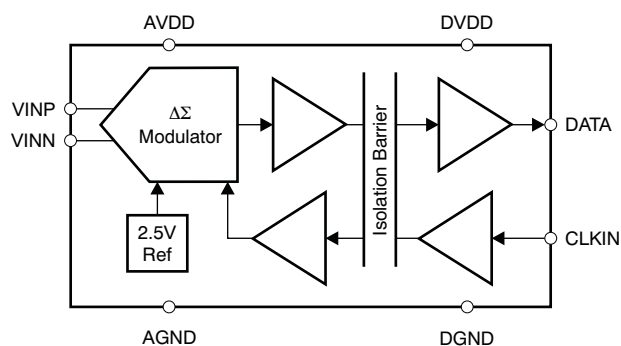 AVDD
DVDD
VINP
VINN
ΔΣ
Modulator
Isolation Barrier
DATA
2.5V
Ref
CLKIN
AGND
DGND